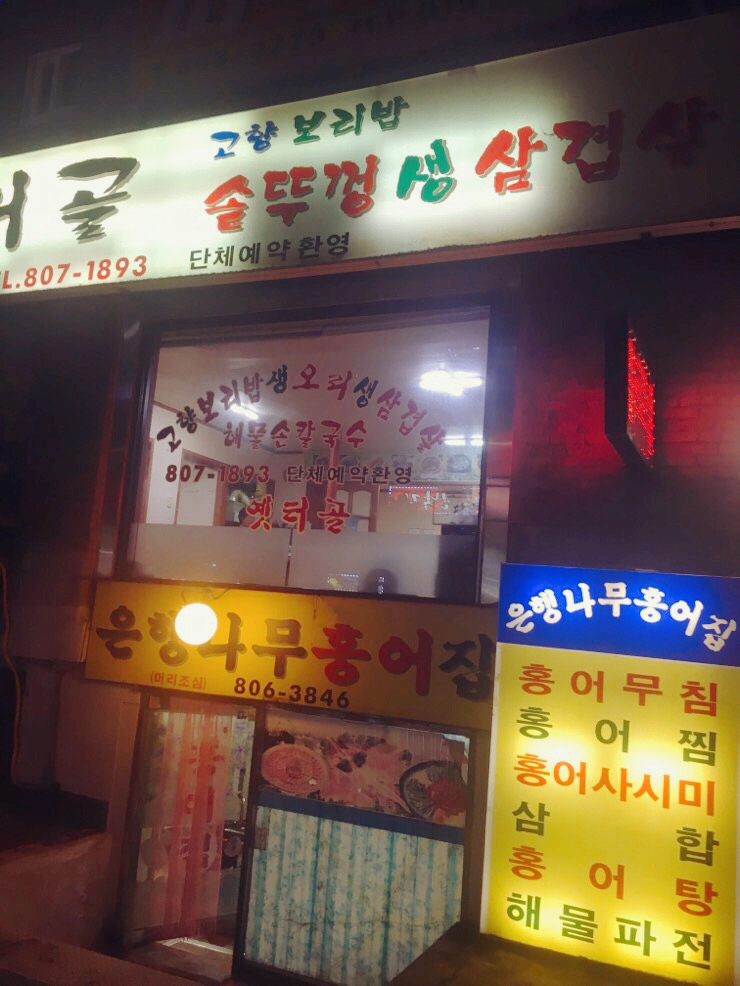 고향 보리밥
골 솥뚜껑 생삼겹살
L.807-1893 단체예약환영
고향보리밥생오리생삼겹살
해물손칼국수
807-1893 단체예약환영
옛터골
은행나무홍어집
(머리조심) 806-3846
은행나무홍어집
홍어무침
홍어찜
홍어사시미
삼합
홍어탕
해물파전